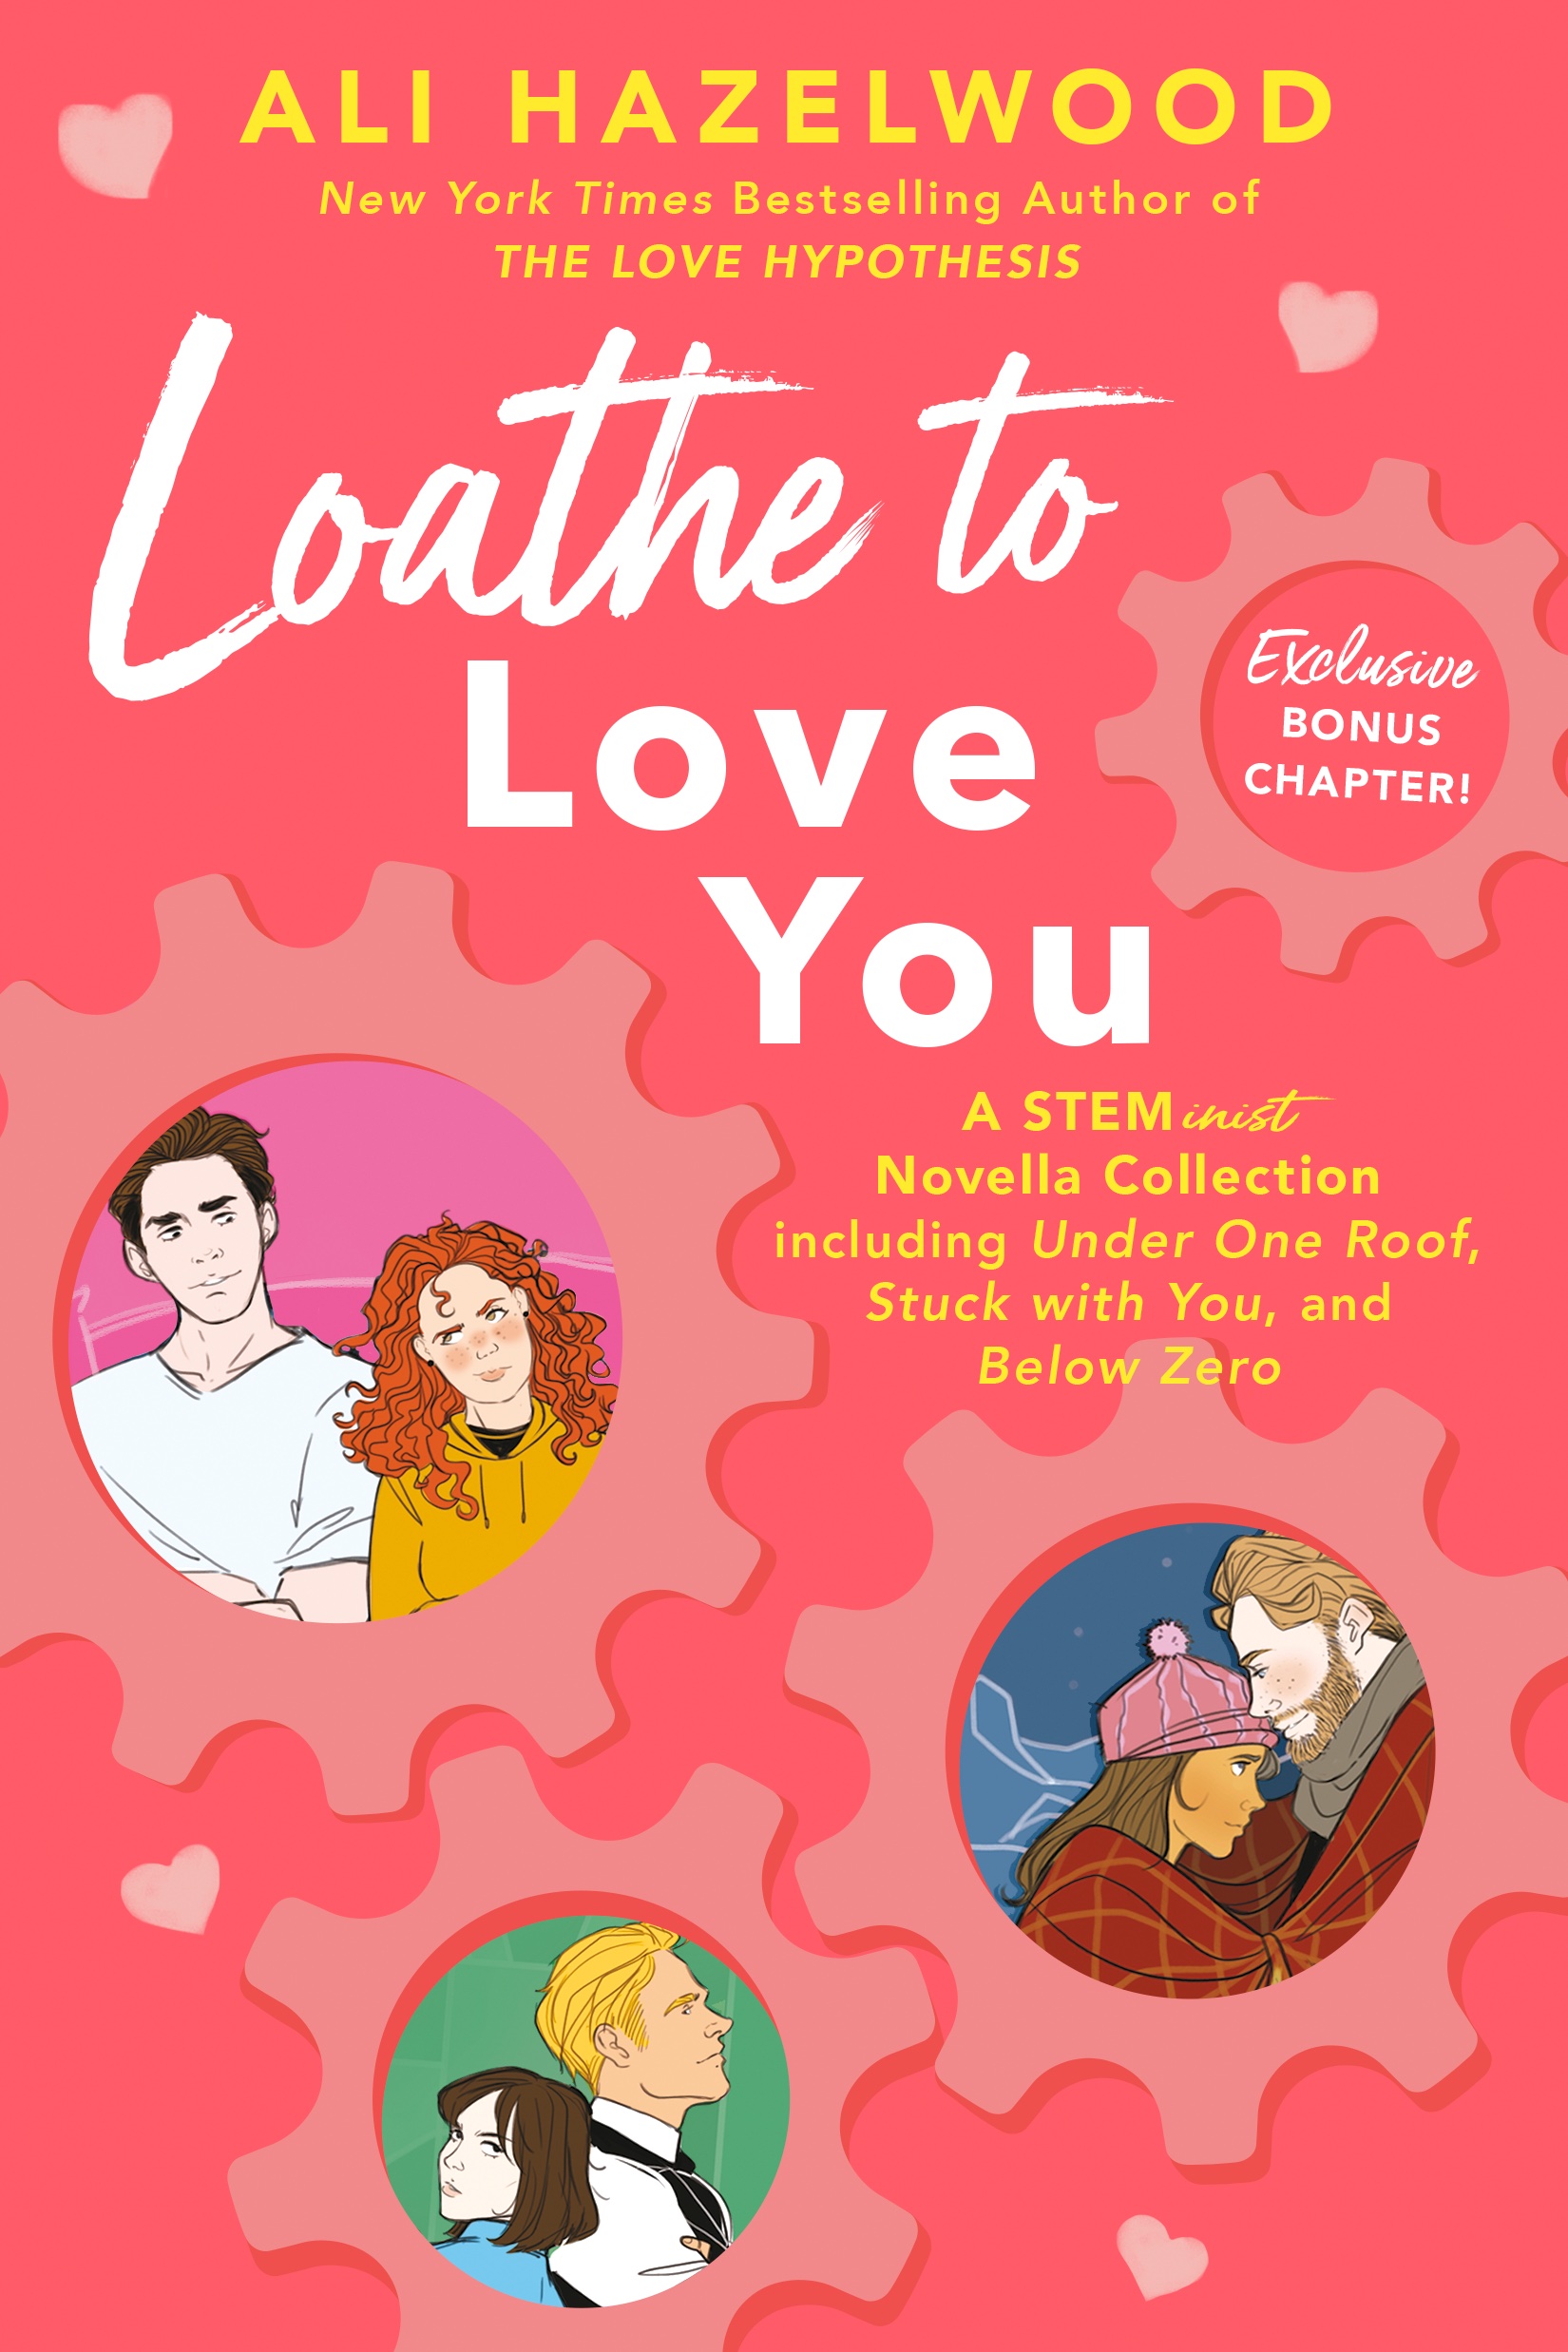 ALI HAZELWOOD
New York Times Bestselling Author of
THE LOVE HYPOTHESIS
Loathe to
Love
You
Exclusive
BONUS
CHAPTER!
A STEMinist
Novella Collection
including Under One Roof,
Stuck with You, and
Below Zero